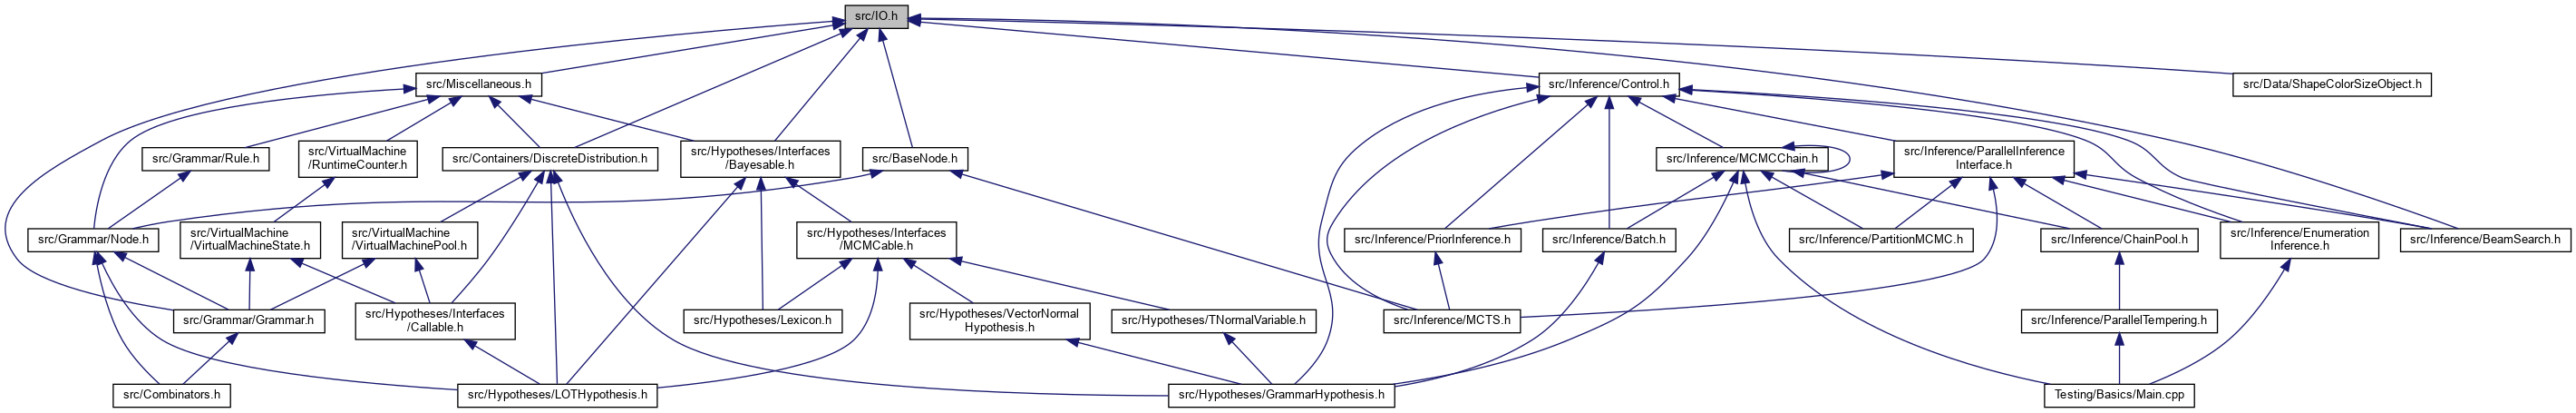 src/IO.h
src/Miscellaneous.h
src/Inference/Control.h
src/Data/ShapeColorSizeObject.h
src/Grammar/Rule.h
src/VirtualMachine
/RuntimeCounter.h
src/Containers/DiscreteDistribution.h
src/Hypotheses/Interfaces
/Bayesable.h
src/BaseNode.h
src/Inference/MCMCChain.h
src/Inference/ParallelInference
Interface.h
src/Grammar/Node.h
src/VirtualMachine
/VirtualMachineState.h
src/VirtualMachine
/VirtualMachinePool.h
src/Hypotheses/Interfaces
/MCMCable.h
src/Inference/PriorInference.h
src/Inference/Batch.h
src/Inference/PartitionMCMC.h
src/Inference/ChainPool.h
src/Inference/Enumeration
Inference.h
src/Inference/BeamSearch.h
src/Grammar/Grammar.h
src/Hypotheses/Interfaces
/Callable.h
src/Hypotheses/Lexicon.h
src/Hypotheses/VectorNormal
Hypothesis.h
src/Hypotheses/TNormalVariable.h
src/Inference/MCTS.h
src/Inference/ParallelTempering.h
src/Combinators.h
src/Hypotheses/LOTHypothesis.h
src/Hypotheses/GrammarHypothesis.h
Testing/Basics/Main.cpp